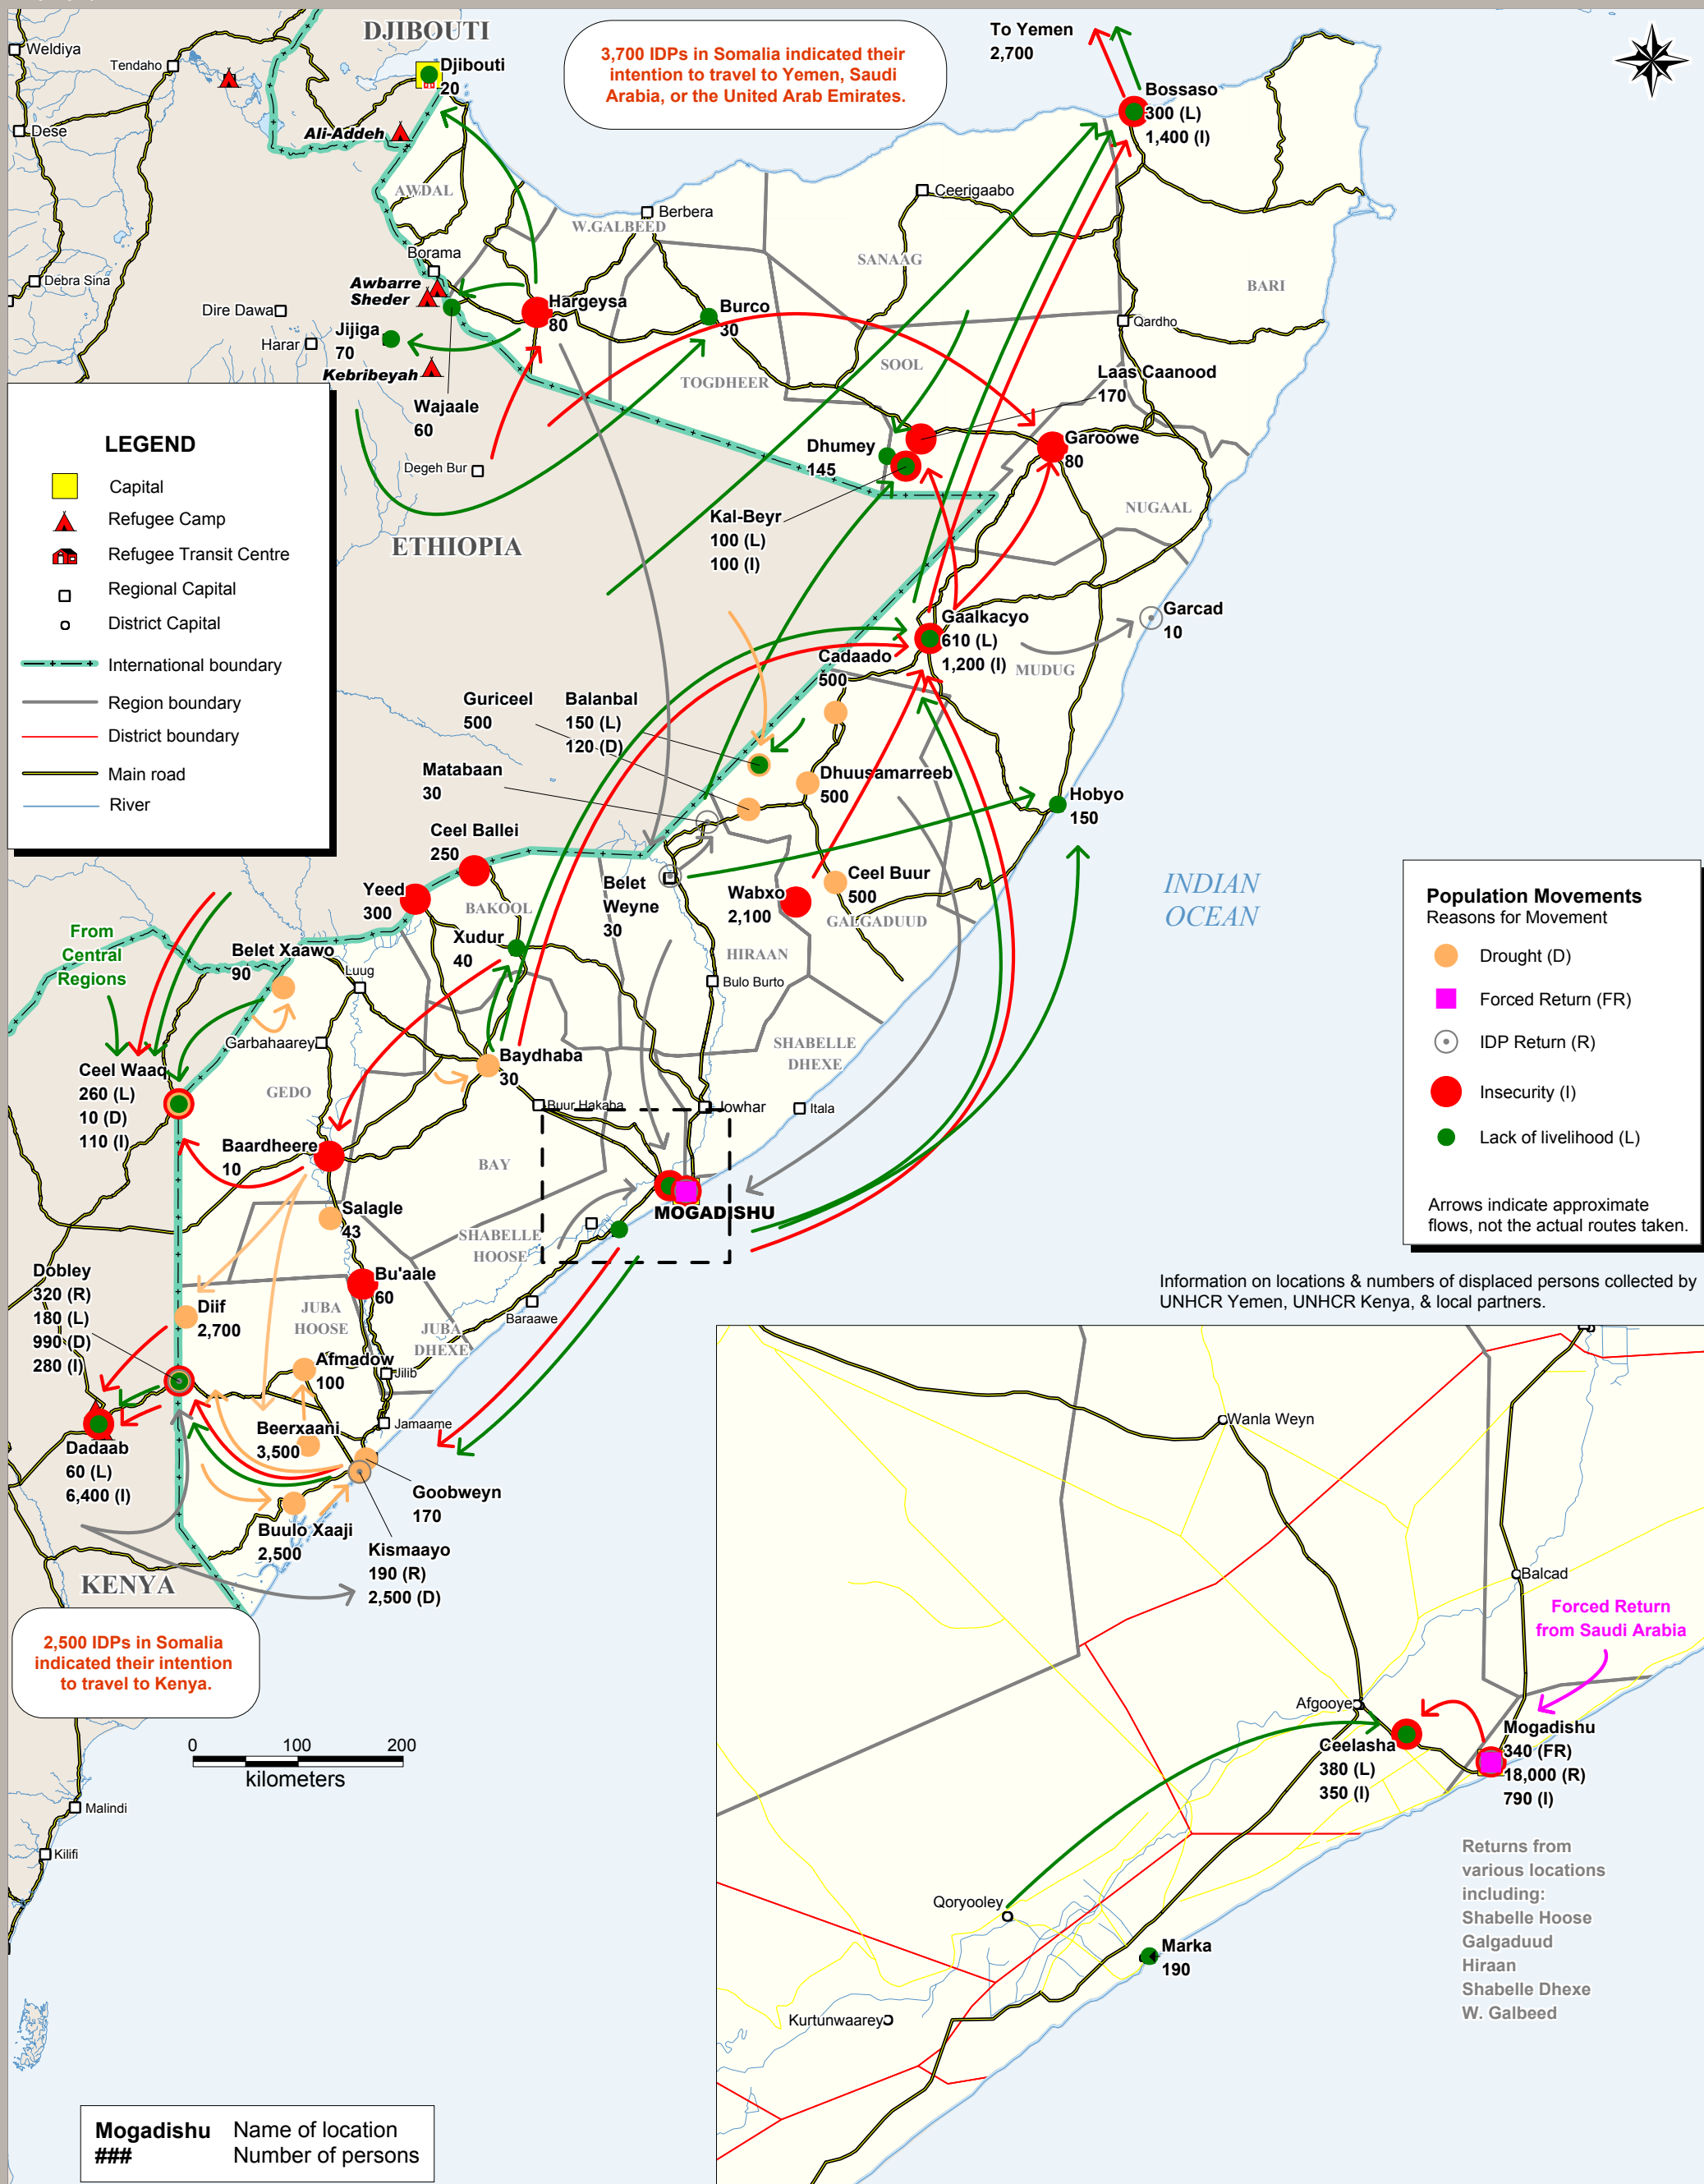 DJIBOUTI
Weldiya
Tendaho
Djibouti
20
3,700 IDPs in Somalia indicated their
intention to travel to Yemen, Saudi
Arabia, or the United Arab Emirates.
To Yemen
2,700
Bossaso
300 (L)
1,400 (I)
Dese
Ali-Addeh
AWDAL
Ceerigaabo
Berbera
W.GALBEED
SANAAG
BARI
Borama
Debra Sina
Awbarre
Sheder
Dire Dawa
Hargeysa
80
Burco
30
Qardho
Jijiga
70
Harar
Kebribeyah
TOGDHEER
SOOL
Laas Caanood
170
Wajaale
60
Degeh Bur
Dhumey
145
Garoowe
80
Kal-Beyr
100 (L)
100 (I)
NUGAAL
ETHIOPIA
LEGEND
Capital
Refugee Camp
Refugee Transit Centre
Regional Capital
District Capital
International boundary
Region boundary
District boundary
Main road
River
Garcad
10
Gaalkacyo
610 (L)
1,200 (I)
MUDUG
Cadaado
500
Guriceel
500
Balanbal
150 (L)
120 (D)
Matabaan
30
Dhuusamarreeb
500
Hobyo
150
Ceel Ballei
250
Yeed
300
BAKOOL
Belet
Weyne
30
Wabxo
2,100
Ceel Buur
500
GALGADUUD
INDIAN
OCEAN
From
Central
Regions
Belet Xaawo
90
Luug
Xudur
40
HIRAAN
Bulo Burto
Garbahaarey
SHABELLE
DHEXE
Ceel Waaq
260 (L)
10 (D)
110 (I)
GEDO
Baydhaba
30
Buur Hakaba
Jowhar
Itala
Baardheere
10
BAY
MOGADISHU
Salagle
43
SHABELLE
HOOSE
Bu'aale
60
Dobley
320 (R)
180 (L)
990 (D)
280 (I)
Diif
2,700
JUBA
HOOSE
Baraawe
JUBA
DHEXE
Afmadow
100
Jilib
Beerxaani
3,500
Jamaame
Dadaab
60 (L)
6,400 (I)
Goobweyn
170
Buulo Xaaji
2,500
Kismaayo
190 (R)
2,500 (D)
KENYA
2,500 IDPs in Somalia
indicated their intention
to travel to Kenya.
0 100 200
kilometers
Malindi
Kilifi
Mogadishu Name of location
### Number of persons
Population Movements
Reasons for Movement
Drought (D)
Forced Return (FR)
IDP Return (R)
Insecurity (I)
Lack of livelihood (L)
Arrows indicate approximate
flows, not the actual routes taken.
Information on locations & numbers of displaced persons collected by
UNHCR Yemen, UNHCR Kenya, & local partners.
Wanla Weyn
Balcad
Forced Return
from Saudi Arabia
Afgooye
Ceelasha
380 (L)
350 (I)
Mogadishu
340 (FR)
18,000 (R)
790 (I)
Returns from
various locations
including:
Shabelle Hoose
Galgaduud
Hiraan
Shabelle Dhexe
W. Galbeed
Qoryooley
Marka
190
Kurtunwaarey